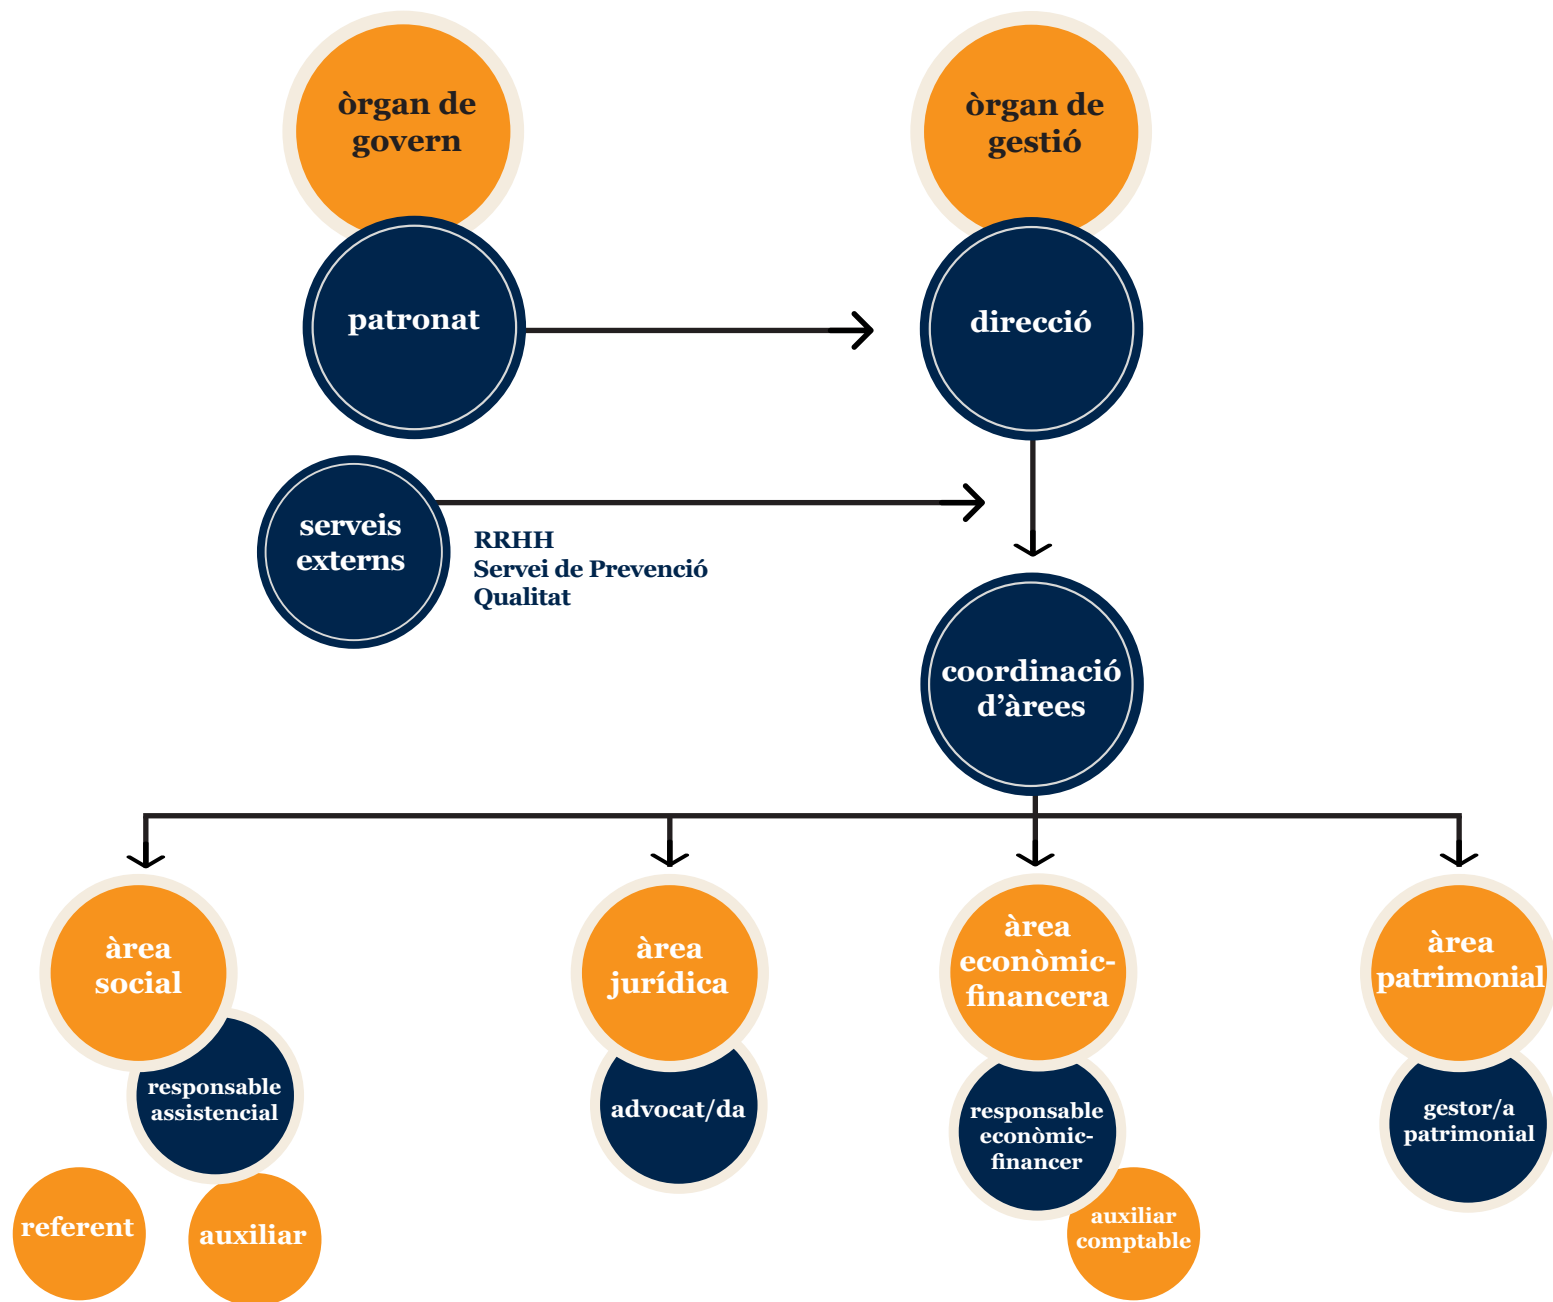 òrgan de
govern
òrgan de
gestió
patronat
direcció
serveis
externs
RRHH
Servei de Prevenció
Qualitat
coordinació
d’àrees
àrea
social
àrea
jurídica
àrea
econòmic-
financera
àrea
patrimonial
responsable
assistencial
advocat/da
responsable
econòmic-
financer
gestor/a
patrimonial
referent
auxiliar
auxiliar
comptable